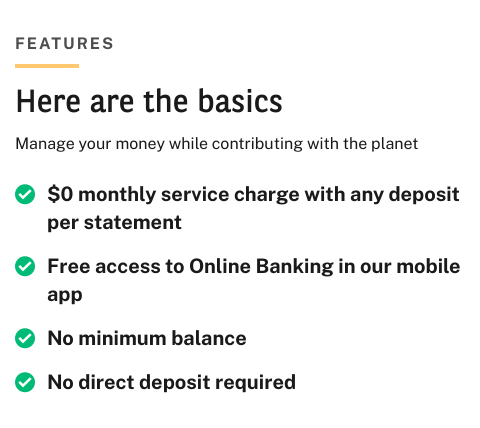 FEATURES
Here are the basics
Manage your money while contributing with the planet
$0 monthly service charge with any deposit
per statement
Free access to Online Banking in our mobile
app
No minimum balance
No direct deposit required